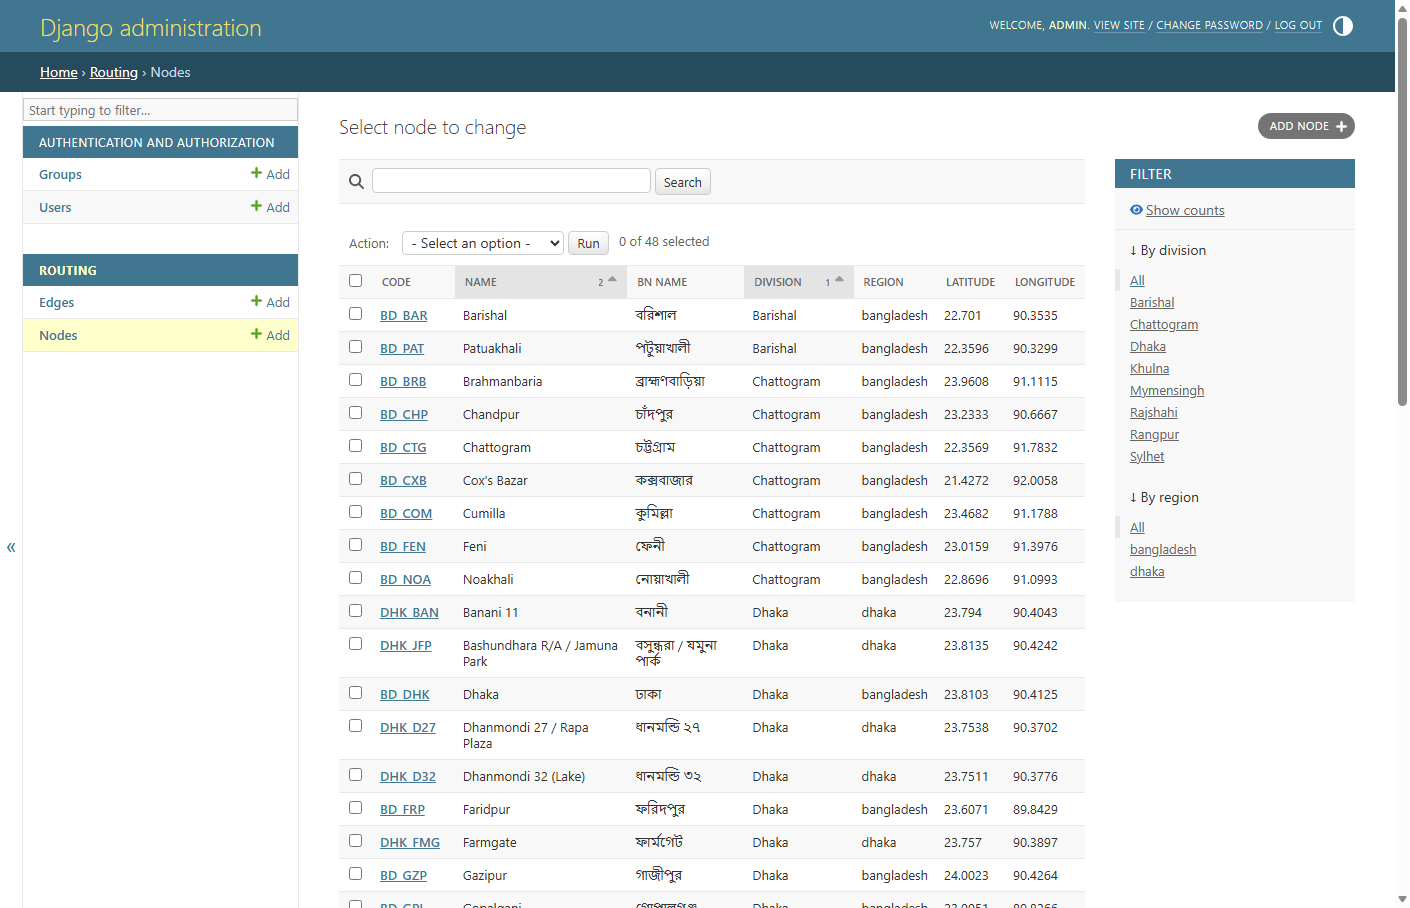 Django administration
WELCOME, ADMIN. VIEW SITE / CHANGE PASSWORD / LOG OUT
Home › Routing › Nodes
Start typing to filter...
AUTHENTICATION AND AUTHORIZATION
Groups + Add
Users + Add
ROUTING
Edges + Add
Nodes + Add
«
Select node to change
ADD NODE +
Search
Action: - Select an option - Run 0 of 48 selected
CODE NAME 2 BN NAME DIVISION 1 REGION LATITUDE LONGITUDE
BD_BAR Barishal বরিশাল Barishal bangladesh 22.701 90.3535
BD_PAT Patuakhali পটুয়াখালী Barishal bangladesh 22.3596 90.3299
BD_BRB Brahmanbaria ব্রাহ্মণবাড়িয়া Chattogram bangladesh 23.9608 91.1115
BD_CHP Chandpur চাঁদপুর Chattogram bangladesh 23.2333 90.6667
BD_CTG Chattogram চট্টগ্রাম Chattogram bangladesh 22.3569 91.7832
BD_CXB Cox's Bazar কক্সবাজার Chattogram bangladesh 21.4272 92.0058
BD_COM Cumilla কুমিল্লা Chattogram bangladesh 23.4682 91.1788
BD_FEN Feni ফেনী Chattogram bangladesh 23.0159 91.3976
BD_NOA Noakhali নোয়াখালী Chattogram bangladesh 22.8696 91.0993
DHK_BAN Banani 11 বনানী Dhaka dhaka 23.794 90.4043
DHK_JFP Bashundhara R/A / Jamuna বসুন্ধরা / যমুনা Dhaka dhaka 23.8135 90.4242
Park পার্ক
BD_DHK Dhaka ঢাকা Dhaka bangladesh 23.8103 90.4125
DHK_D27 Dhanmondi 27 / Rapa ধানমন্ডি ২৭ Dhaka dhaka 23.7538 90.3702
Plaza
DHK_D32 Dhanmondi 32 (Lake) ধানমন্ডি ৩২ Dhaka dhaka 23.7511 90.3776
BD_FRP Faridpur ফরিদপুর Dhaka bangladesh 23.6071 89.8429
DHK_FMG Farmgate ফার্মগেট Dhaka dhaka 23.757 90.3897
BD_GZP Gazipur গাজীপুর Dhaka bangladesh 24.0023 90.4264
BD_GPL Gopalganj গোপালগঞ্জ Dhaka bangladesh 23.0051 89.8266
FILTER
Show counts
↓ By division
All
Barishal
Chattogram
Dhaka
Khulna
Mymensingh
Rajshahi
Rangpur
Sylhet
↓ By region
All
bangladesh
dhaka